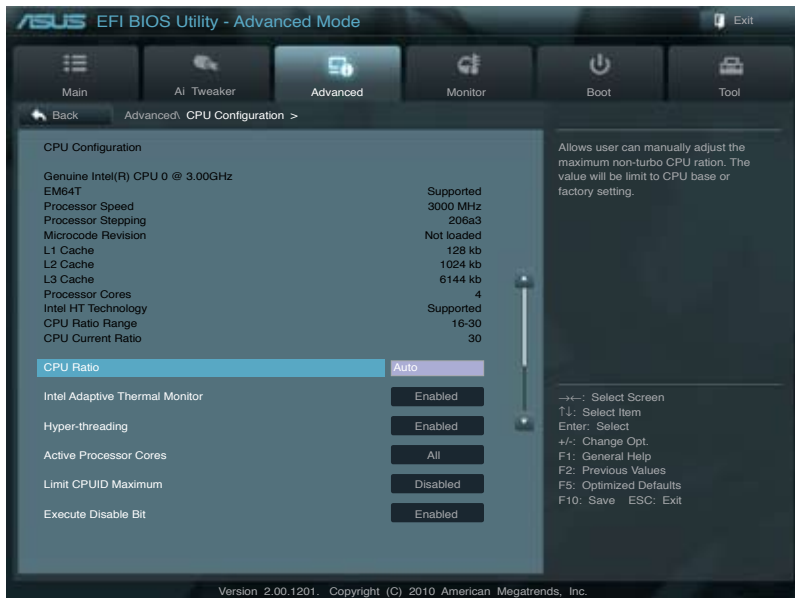 ASUS EFI BIOS Utility - Advanced Mode
Exit
Main Ai Tweaker Advanced Monitor Boot Tool
Back Advanced\ CPU Configuration >
CPU Configuration
Genuine Intel(R) CPU 0 @ 3.00GHz
EM64T Supported
Processor Speed 3000 MHz
Processor Stepping 206a3
Microcode Revision Not loaded
L1 Cache 128 kb
L2 Cache 1024 kb
L3 Cache 6144 kb
Processor Cores 4
Intel HT Technology Supported
CPU Ratio Range 16-30
CPU Current Ratio 30
CPU Ratio Auto
Intel Adaptive Thermal Monitor Enabled
Hyper-threading Enabled
Active Processor Cores All
Limit CPUID Maximum Disabled
Execute Disable Bit Enabled
Allows user can manually adjust the
maximum non-turbo CPU ration. The
value will be limit to CPU base or
factory setting.
→←: Select Screen
↑↓: Select Item
Enter: Select
+/-: Change Opt.
F1: General Help
F2: Previous Values
F5: Optimized Defaults
F10: Save ESC: Exit
Version 2.00.1201. Copyright (C) 2010 American Megatrends, Inc.